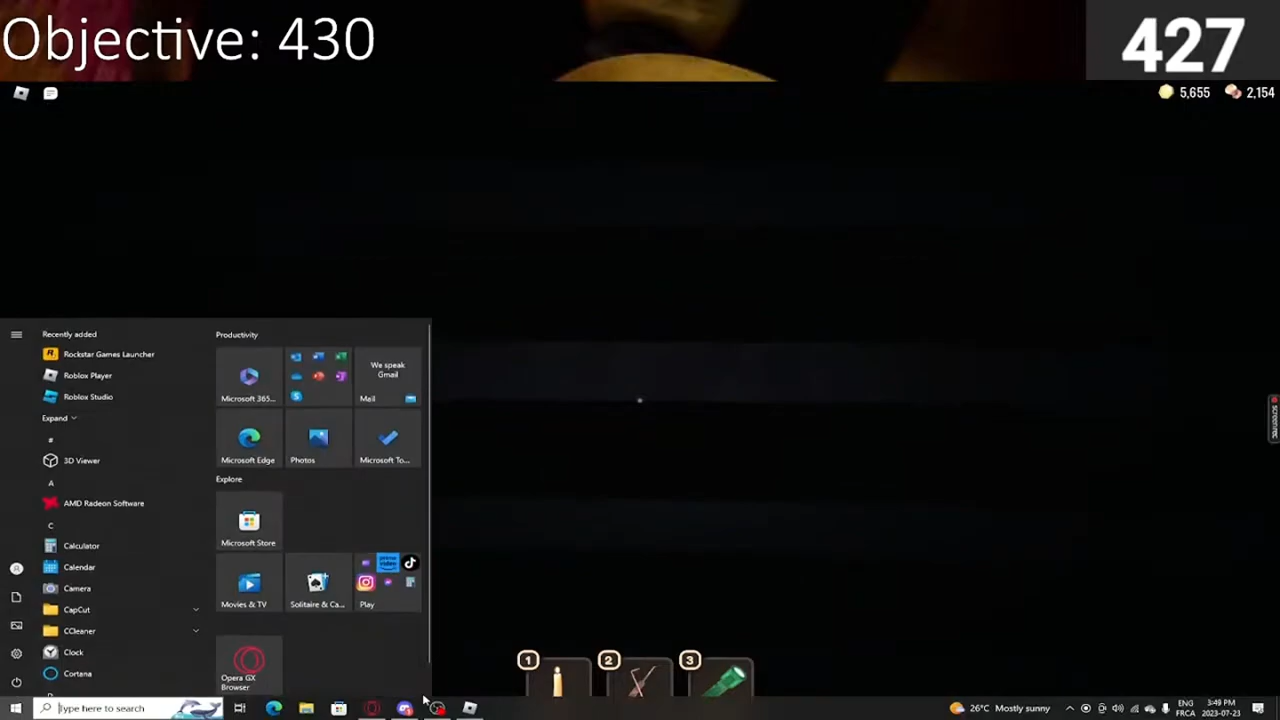 Objective: 430
427
5,655
2,154
Recently added
Rockstar Games Launcher
Roblox Player
Roblox Studio
Expand
#
3D Viewer
A
AMD Radeon Software
C
Calculator
Calendar
Camera
CapCut
CCleaner
Clock
Cortana
Productivity
Microsoft 365...
We speak
Gmail
Mail
Microsoft Edge
Photos
Microsoft To...
Explore
Microsoft Store
prime video
Movies & TV
Solitaire & Ca...
Play
Opera GX
Browser
screenrec
1
2
3
Type here to search
26°C Mostly sunny
ENG
FRCA
3:49 PM
2023-07-23